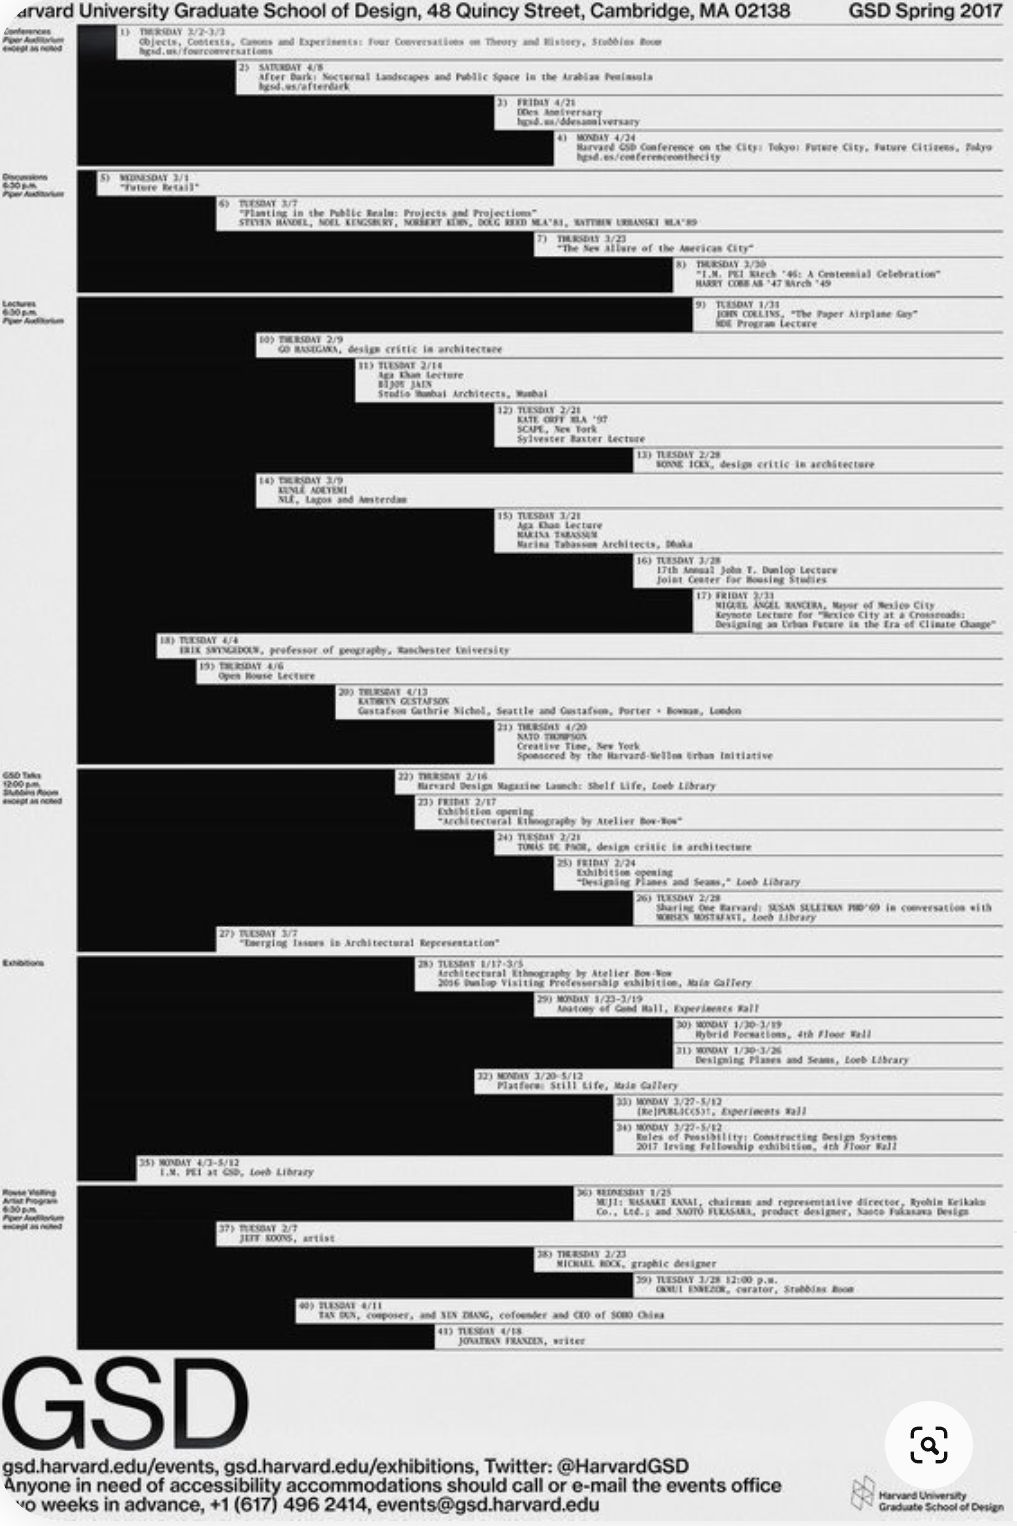 arvard University Graduate School of Design, 48 Quincy Street, Cambridge, MA 02138 GSD Spring 2017
Conferences
Piper Auditorium
except as noted
1) THURSDAY 3/2-3/3
Objects, Contexts, Canons and Experiments: Four Conversations on Theory and History, Stubbins Room
hgsd.us/fourconversations
2) SATURDAY 4/8
After Dark: Nocturnal Landscapes and Public Space in the Arabian Peninsula
hgsd.us/afterdark
3) FRIDAY 4/21
DDes Anniversary
hgsd.us/ddesanniversary
4) MONDAY 4/24
Harvard GSD Conference on the City: Tokyo: Future City, Future Citizens, Tokyo
hgsd.us/conferenceonthecity
Discussions
6:30 p.m.
Piper Auditorium
5) WEDNESDAY 3/1
"Future Retail"
6) TUESDAY 3/7
"Planting in the Public Realm: Projects and Projections"
STEVEN HANDEL, NOEL KINGSBURY, NORBERT KÜHN, DOUG REED MLA'81, MATTHEW URBANSKI MLA'89
7) THURSDAY 3/23
"The New Allure of the American City"
8) THURSDAY 3/30
"I.M. PEI MArch '46: A Centennial Celebration"
HARRY COBB AB '47 MArch '49
Lectures
6:30 p.m.
Piper Auditorium
9) TUESDAY 1/31
JOHN COLLINS, "The Paper Airplane Guy"
MDE Program Lecture
10) THURSDAY 2/9
GO HASEGAWA, design critic in architecture
11) TUESDAY 2/14
Aga Khan Lecture
BIJOY JAIN
Studio Mumbai Architects, Mumbai
12) TUESDAY 2/21
KATE ORFF MLA '97
SCAPE, New York
Sylvester Baxter Lecture
13) TUESDAY 2/28
WONNE ICKX, design critic in architecture
14) THURSDAY 3/9
KUNLÉ ADEYEMI
NLÉ, Lagos and Amsterdam
15) TUESDAY 3/21
Aga Khan Lecture
MARINA TABASSUM
Marina Tabassum Architects, Dhaka
16) TUESDAY 3/28
17th Annual John T. Dunlop Lecture
Joint Center for Housing Studies
17) FRIDAY 3/31
MIGUEL ÁNGEL MANCERA, Mayor of Mexico City
Keynote Lecture for "Mexico City at a Crossroads:
Designing an Urban Future in the Era of Climate Change"
18) TUESDAY 4/4
ERIK SWYNGEDOUW, professor of geography, Manchester University
19) THURSDAY 4/6
Open House Lecture
20) THURSDAY 4/13
KATHRYN GUSTAFSON
Gustafson Guthrie Nichol, Seattle and Gustafson, Porter + Bowman, London
21) THURSDAY 4/20
NATO THOMPSON
Creative Time, New York
Sponsored by the Harvard-Mellon Urban Initiative
GSD Talks
12:00 p.m.
Stubbins Room
except as noted
22) THURSDAY 2/16
Harvard Design Magazine Launch: Shelf Life, Loeb Library
23) FRIDAY 2/17
Exhibition opening
"Architectural Ethnography by Atelier Bow-Wow"
24) TUESDAY 2/21
TOMÁS DE PAOR, design critic in architecture
25) FRIDAY 2/24
Exhibition opening
"Designing Planes and Seams," Loeb Library
26) TUESDAY 2/28
Sharing One Harvard: SUSAN SULEIMAN PHD'69 in conversation with
MOHSEN MOSTAFAVI, Loeb Library
27) TUESDAY 3/7
"Emerging Issues in Architectural Representation"
Exhibitions
28) TUESDAY 1/17-3/5
Architectural Ethnography by Atelier Bow-Wow
2016 Dunlop Visiting Professorship exhibition, Main Gallery
29) MONDAY 1/23-3/19
Anatomy of Gund Hall, Experiments Wall
30) MONDAY 1/30-3/19
Hybrid Formations, 4th Floor Wall
31) MONDAY 1/30-3/26
Designing Planes and Seams, Loeb Library
32) MONDAY 3/20-5/12
Platform: Still Life, Main Gallery
33) MONDAY 3/27-5/12
[Re]PUBLIC(S)!, Experiments Wall
34) MONDAY 3/27-5/12
Rules of Possibility: Constructing Design Systems
2017 Irving Fellowship exhibition, 4th Floor Wall
35) MONDAY 4/3-5/12
I.M. PEI at GSD, Loeb Library
Rouse Visiting
Artist Program
6:30 p.m.
Piper Auditorium
except as noted
36) WEDNESDAY 1/25
MUJI: MASAAKI KANAI, chairman and representative director, Ryohin Keikaku
Co., Ltd.; and NAOTO FUKASAWA, product designer, Naoto Fukasawa Design
37) TUESDAY 2/7
JEFF KOONS, artist
38) THURSDAY 2/23
MICHAEL ROCK, graphic designer
39) TUESDAY 3/28 12:00 p.m.
OKWUI ENWEZOR, curator, Stubbins Room
40) TUESDAY 4/11
TAN DUN, composer, and XIN ZHANG, cofounder and CEO of SOHO China
41) TUESDAY 4/18
JONATHAN FRANZEN, writer
GSD
gsd.harvard.edu/events, gsd.harvard.edu/exhibitions, Twitter: @HarvardGSD
Anyone in need of accessibility accommodations should call or e-mail the events office
wo weeks in advance, +1 (617) 496 2414, events@gsd.harvard.edu
Harvard University
Graduate School of Design